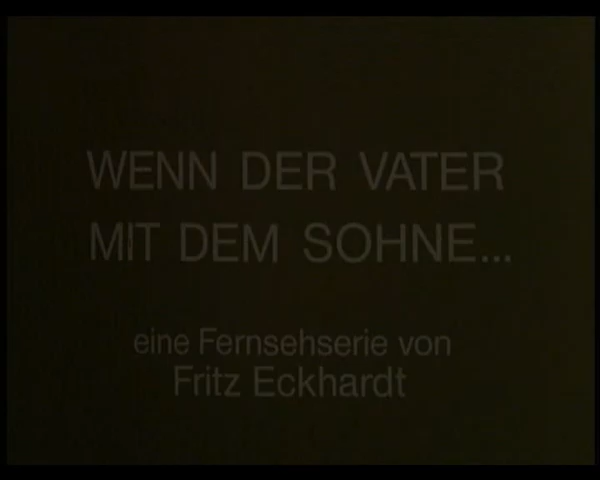 WENN DER VATER
MIT DEM SOHNE...
eine Fernsehserie von
Fritz Eckhardt